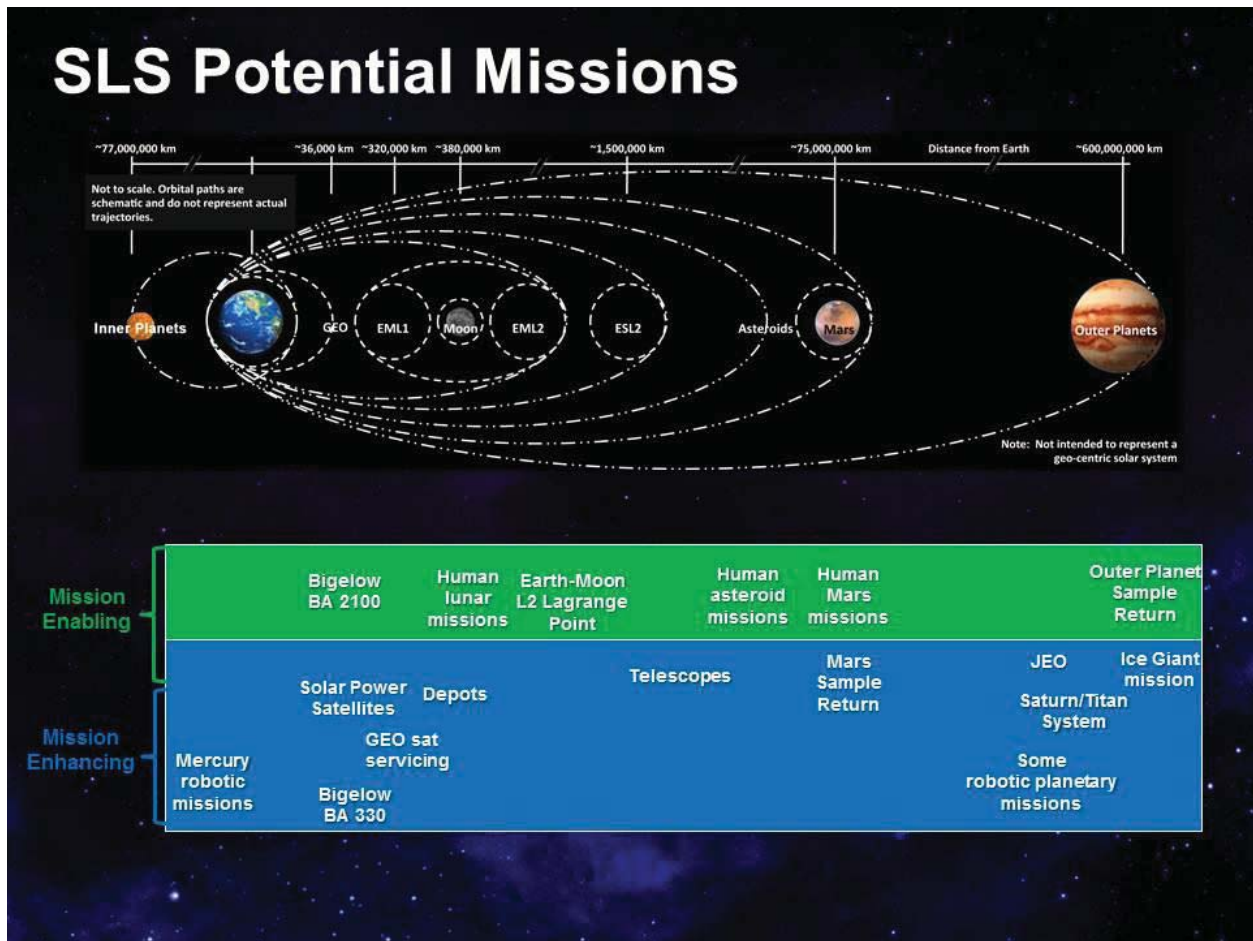 SLS Potential Missions
~77,000,000 km
~36,000 km
~320,000 km
~380,000 km
~1,500,000 km
~75,000,000 km
Distance from Earth
~600,000,000 km
Not to scale. Orbital paths are
schematic and do not represent actual
trajectories.
Inner Planets
GEO
EML1
Moon
EML2
ESL2
Asteroids
Mars
Outer Planets
Note: Not intended to represent a
geo-centric solar system
Mission
Enabling
Bigelow
BA 2100
Human
lunar
missions
Earth-Moon
L2 Lagrange
Point
Human
asteroid
missions
Human
Mars
missions
Outer Planet
Sample
Return
Mission
Enhancing
Mercury
robotic
missions
Solar Power
Satellites
Depots
GEO sat
servicing
Bigelow
BA 330
Telescopes
Mars
Sample
Return
JEO
Ice Giant
mission
Saturn/Titan
System
Some
robotic planetary
missions